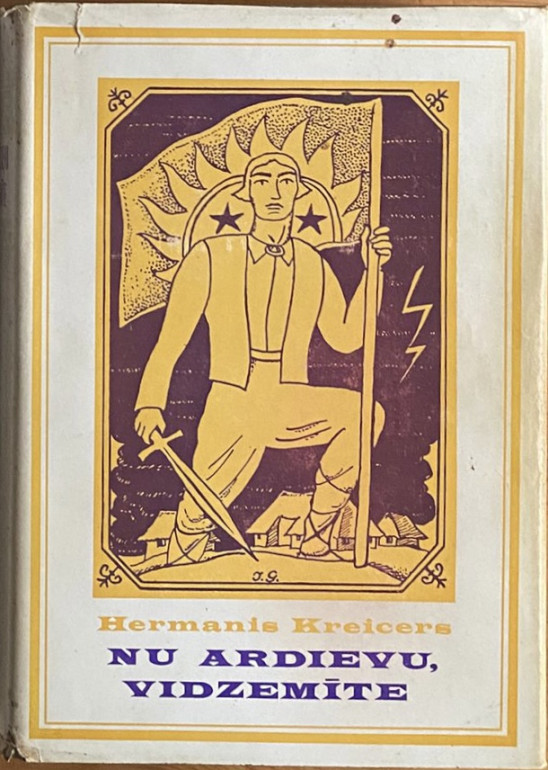 J.G.
Hermanis Kreicers
NU ARDIEVU,
VIDZEMĪTE